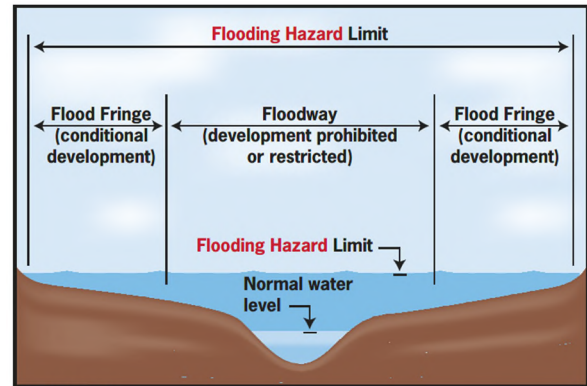 Flooding Hazard Limit
Flood Fringe
(conditional
development)
Floodway
(development prohibited
or restricted)
Flood Fringe
(conditional
development)
Flooding Hazard Limit
Normal water
level